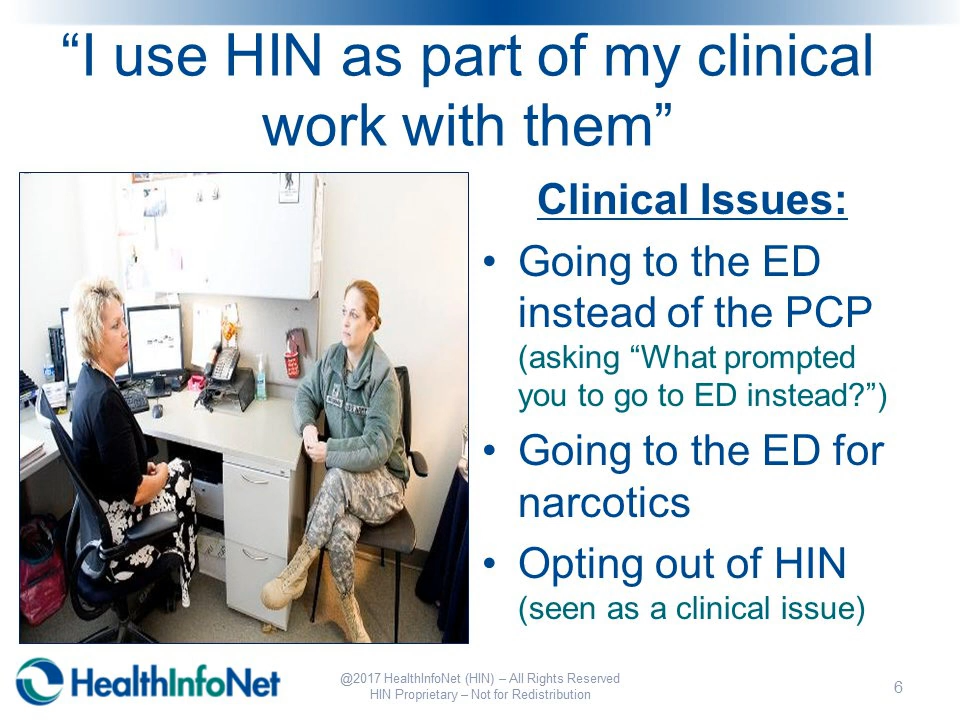 “I use HIN as part of my clinical
work with them”
Clinical Issues:
• Going to the ED
instead of the PCP
(asking “What prompted
you to go to ED instead?”)
• Going to the ED for
narcotics
• Opting out of HIN
(seen as a clinical issue)
HealthInfoNet
@2017 HealthInfoNet (HIN) – All Rights Reserved
HIN Proprietary – Not for Redistribution
6